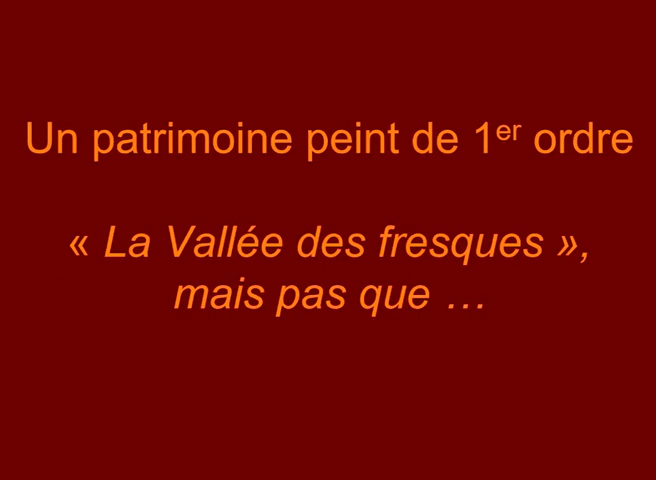 Un patrimoine peint de 1er ordre
« La Vallée des fresques »,
mais pas que …